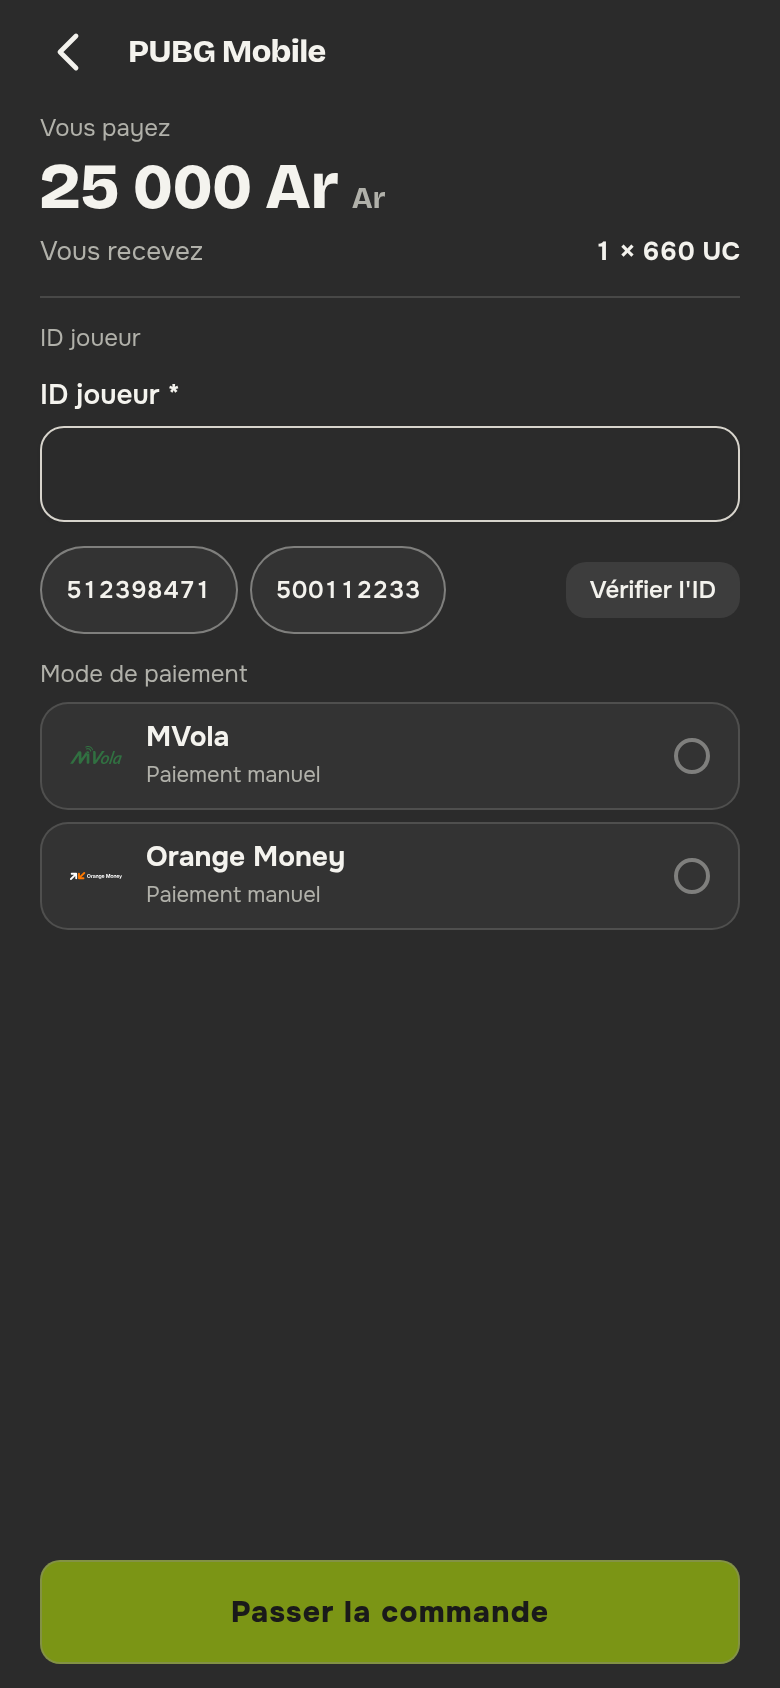 PUBG Mobile
Vous payez
25 000 Ar Ar
Vous recevez 1 × 660 UC
ID joueur
ID joueur *
512398471 500112233 Vérifier l'ID
Mode de paiement
MVola
MVola
Paiement manuel
Orange Money
Orange Money
Paiement manuel
Passer la commande